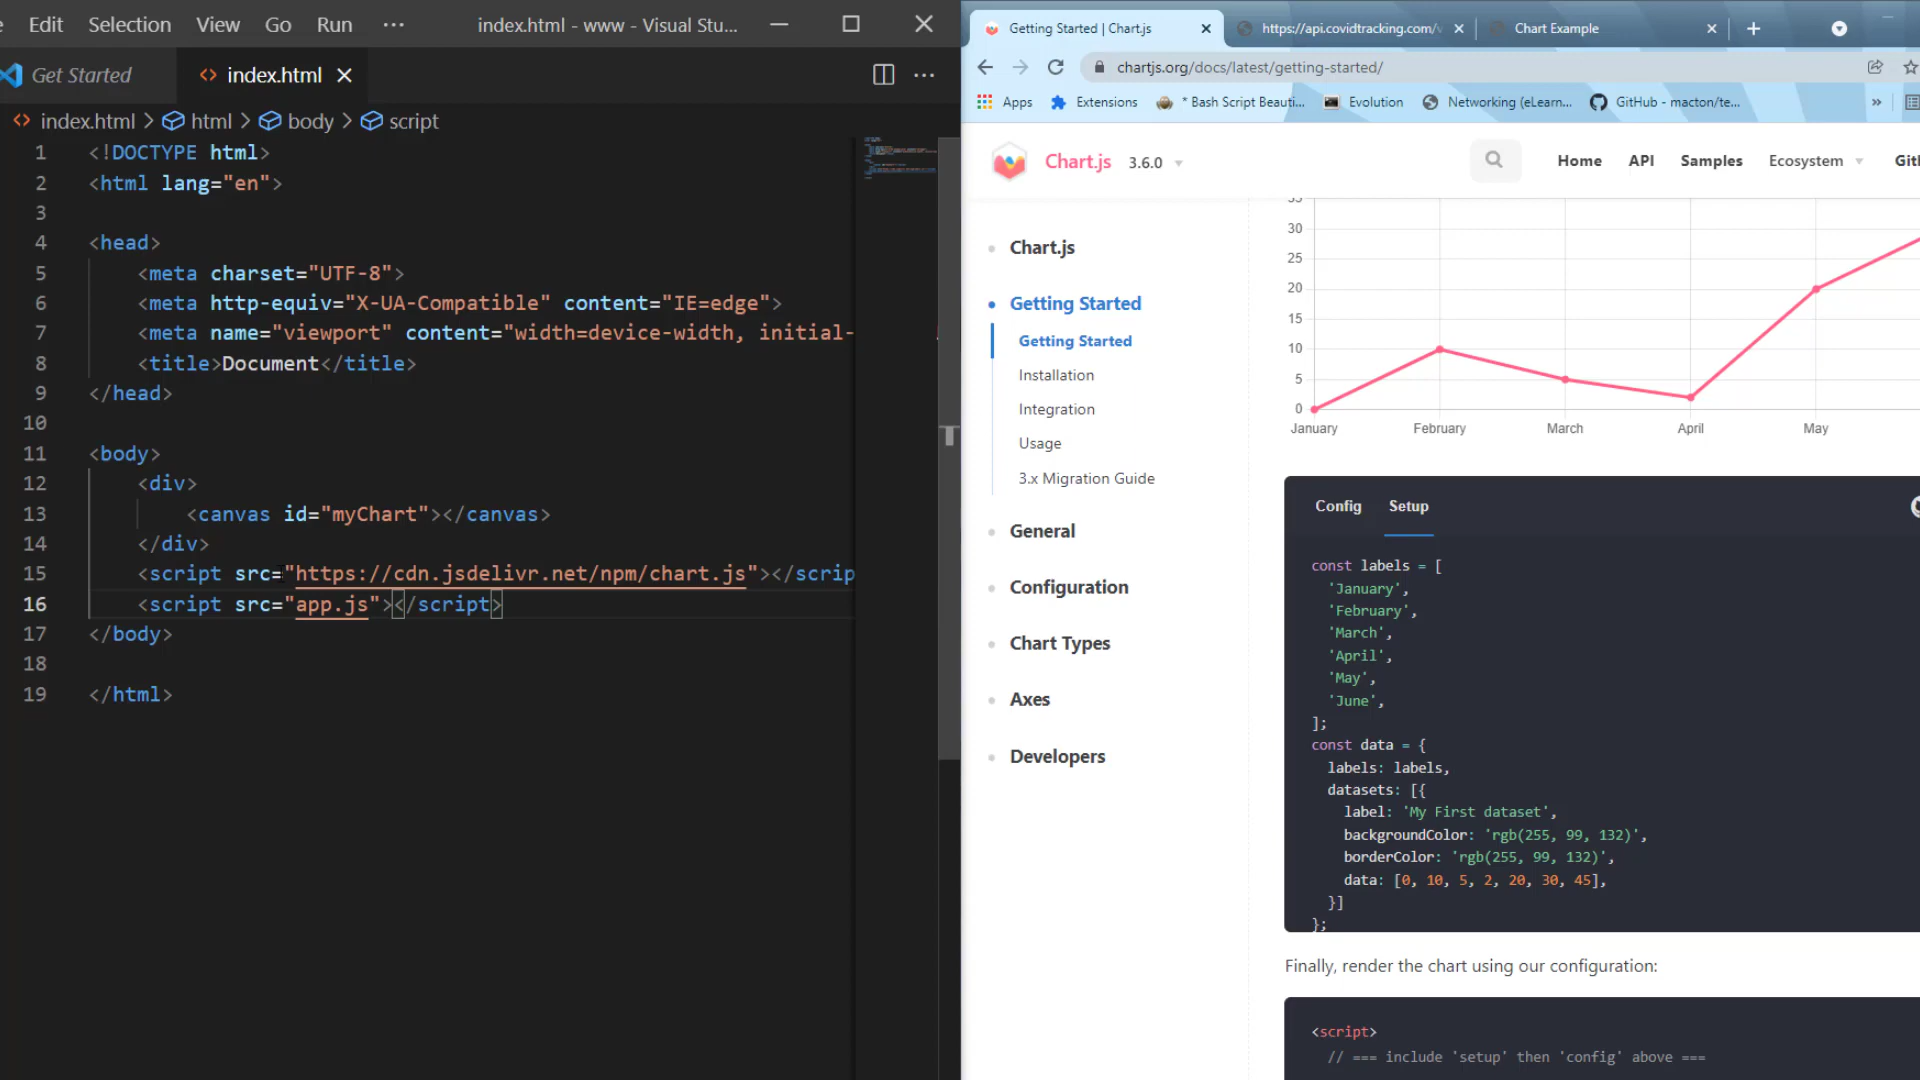 Edit Selection View Go Run ··· index.html - www - Visual Stu...
Get Started index.html
index.html > html > body > script
1 <!DOCTYPE html>
2 <html lang="en">
3
4 <head>
5 <meta charset="UTF-8">
6 <meta http-equiv="X-UA-Compatible" content="IE=edge">
7 <meta name="viewport" content="width=device-width, initial-
8 <title>Document</title>
9 </head>
10
11 <body>
12 <div>
13 <canvas id="myChart"></canvas>
14 </div>
15 <script src="https://cdn.jsdelivr.net/npm/chart.js"></scrip
16 <script src="app.js"></script>
17 </body>
18
19 </html>
Getting Started | Chart.js https://api.covidtracking.com/v Chart Example
chartjs.org/docs/latest/getting-started/
Apps Extensions * Bash Script Beauti... Evolution Networking (eLearn... GitHub - macton/te... »
Chart.js 3.6.0 Home API Samples Ecosystem Gitl
Chart.js
Getting Started
Getting Started
Installation
Integration
Usage
3.x Migration Guide
General
Configuration
Chart Types
Axes
Developers
35
30
25
20
15
10
5
0
January February March April May
Config Setup
const labels = [
'January',
'February',
'March',
'April',
'May',
'June',
];
const data = {
labels: labels,
datasets: [{
label: 'My First dataset',
backgroundColor: 'rgb(255, 99, 132)',
borderColor: 'rgb(255, 99, 132)',
data: [0, 10, 5, 2, 20, 30, 45],
}]
};
Finally, render the chart using our configuration:
<script>
// === include 'setup' then 'config' above ===